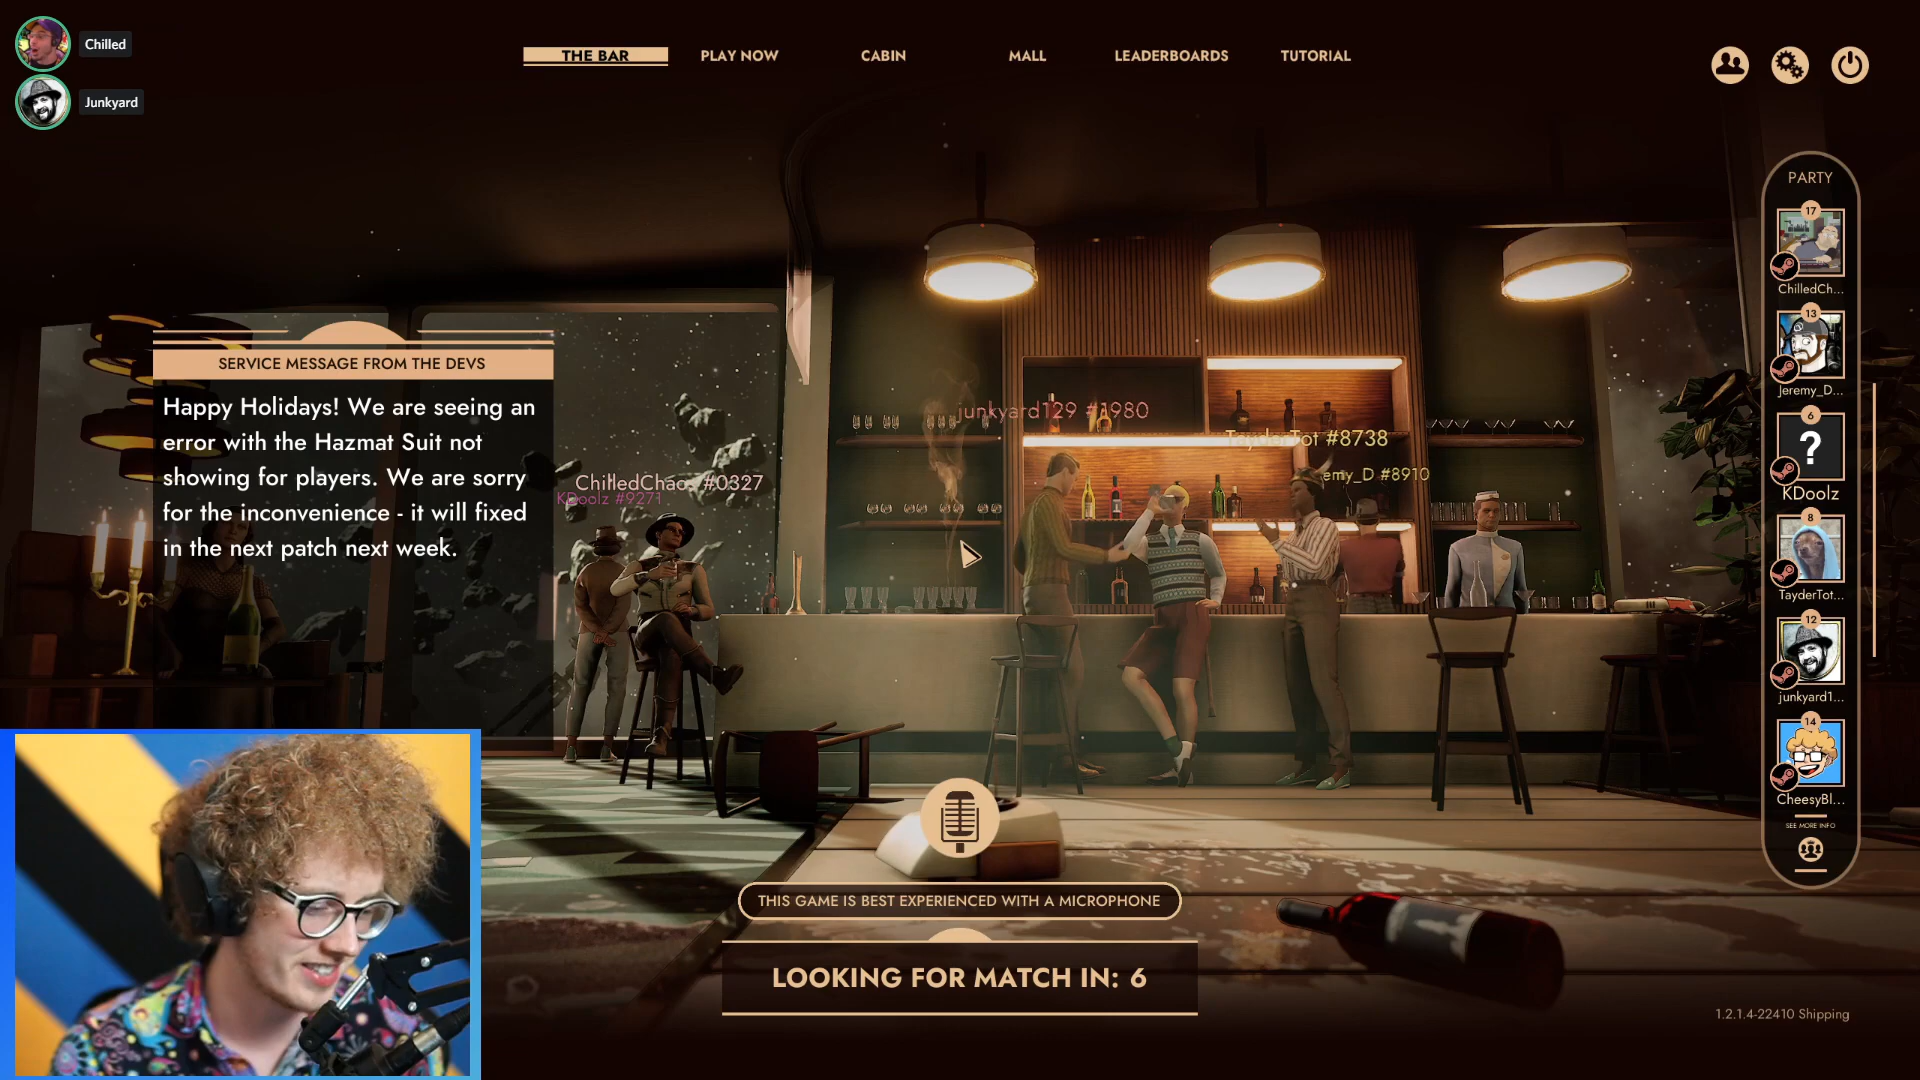 Chilled
Junkyard
THE BAR
PLAY NOW
CABIN
MALL
LEADERBOARDS
TUTORIAL
SERVICE MESSAGE FROM THE DEVS
Happy Holidays! We are seeing an
error with the Hazmat Suit not
showing for players. We are sorry
for the inconvenience - it will fixed
in the next patch next week.
ChilledChaos #0327
KDoolz #9271
junkyard129 #1980
TayderTot #8738
emy_D #8910
PARTY
17
ChilledCh...
13
Jeremy_D...
6
?
KDoolz
8
TayderTot...
12
junkyard1...
14
CheesyBl...
SEE MORE INFO
THIS GAME IS BEST EXPERIENCED WITH A MICROPHONE
LOOKING FOR MATCH IN: 6
1.2.1.4-22410 Shipping